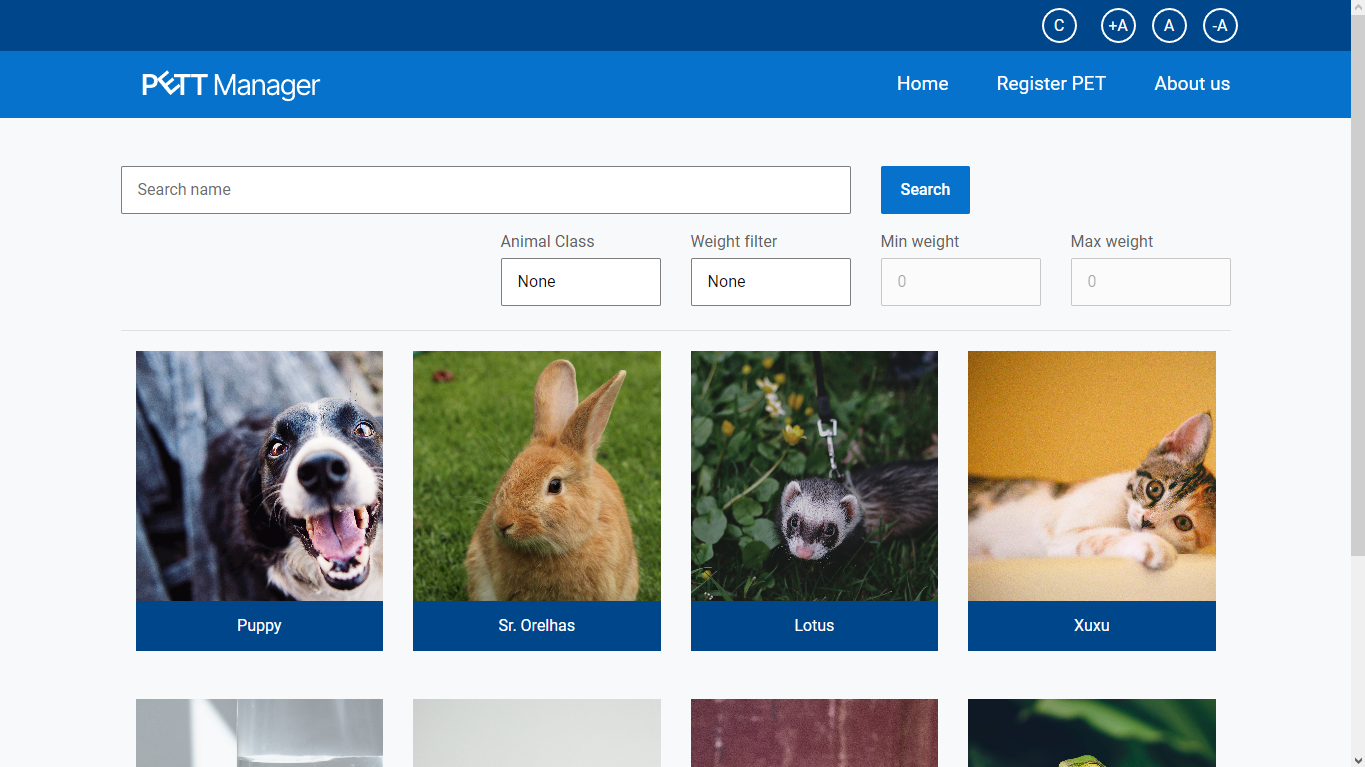 C +A A -A
PETT Manager Home Register PET About us
Search name Search
Animal Class Weight filter Min weight Max weight
None None 0 0
Puppy Sr. Orelhas Lotus Xuxu